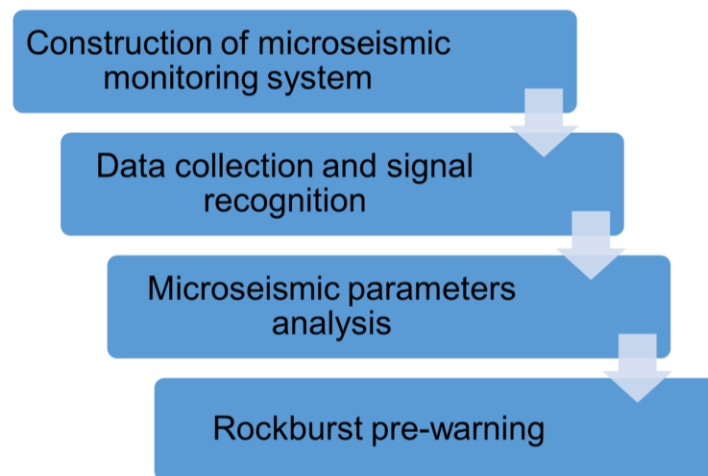 Construction of microseismic
monitoring system
Data collection and signal
recognition
Microseismic parameters
analysis
Rockburst pre-warning